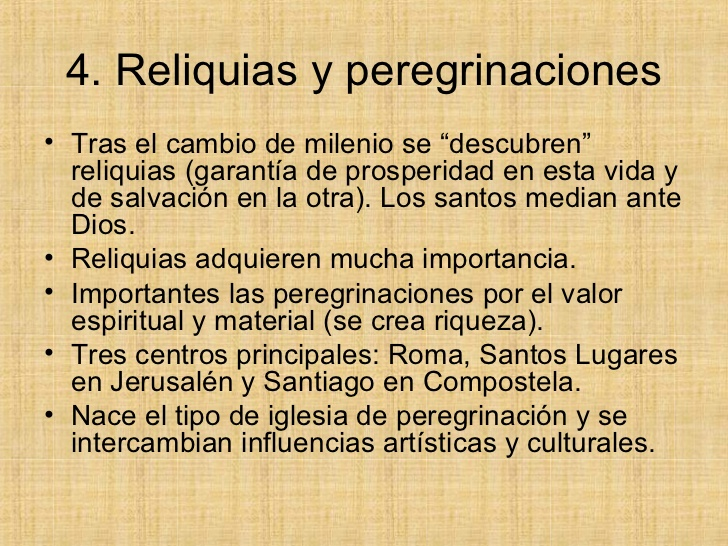 4. Reliquias y peregrinaciones
• Tras el cambio de milenio se “descubren”
reliquias (garantía de prosperidad en esta vida y
de salvación en la otra). Los santos median ante
Dios.
• Reliquias adquieren mucha importancia.
• Importantes las peregrinaciones por el valor
espiritual y material (se crea riqueza).
• Tres centros principales: Roma, Santos Lugares
en Jerusalén y Santiago en Compostela.
• Nace el tipo de iglesia de peregrinación y se
intercambian influencias artísticas y culturales.